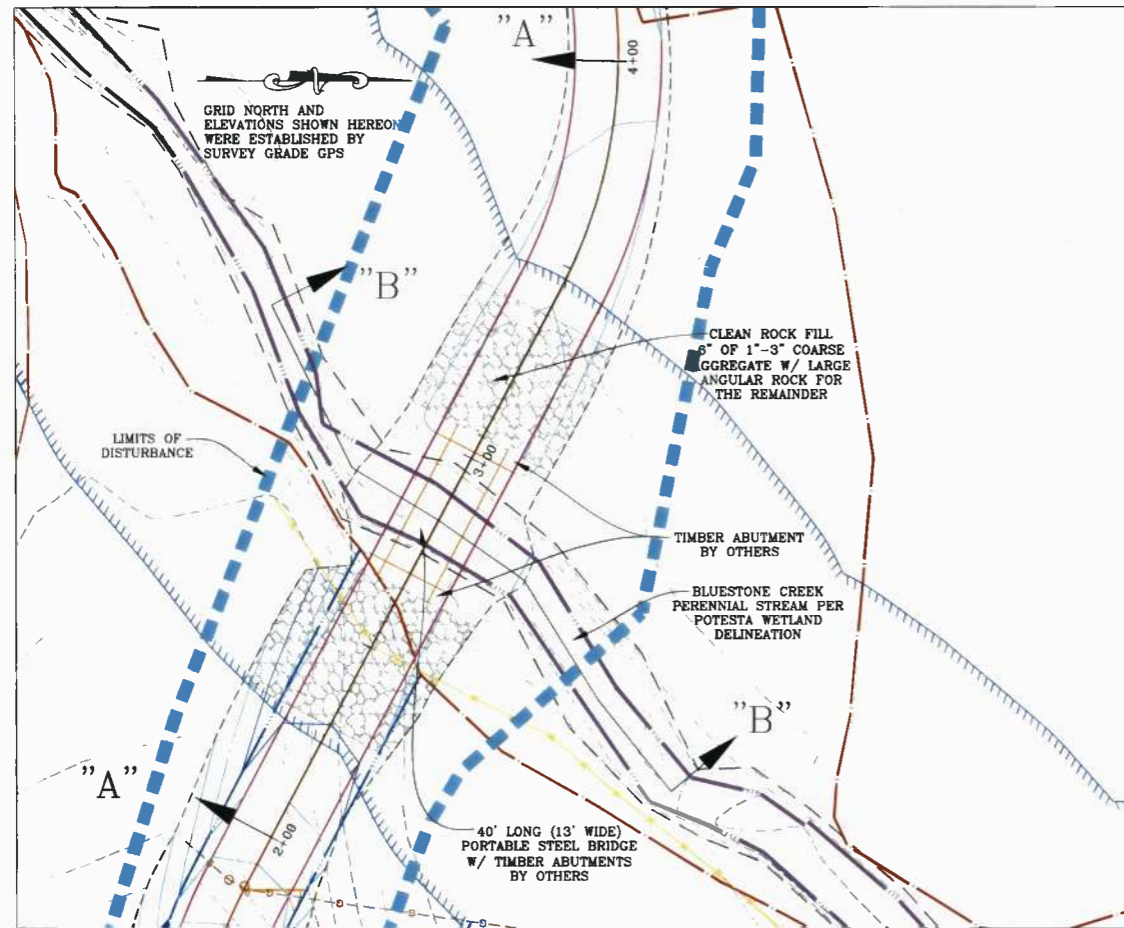 "A"
4+00
GRID NORTH AND
ELEVATIONS SHOWN HEREON
WERE ESTABLISHED BY
SURVEY GRADE GPS
"B"
CLEAN ROCK FILL
6" OF 1"-3" COARSE
AGGREGATE W/ LARGE
ANGULAR ROCK FOR
THE REMAINDER
LIMITS OF
DISTURBANCE
3+00
TIMBER ABUTMENT
BY OTHERS
BLUESTONE CREEK
PERENNIAL STREAM PER
POTESTA WETLAND
DELINEATION
"B"
"A"
2+00
40' LONG (13' WIDE)
PORTABLE STEEL BRIDGE
W/ TIMBER ABUTMENTS
BY OTHERS